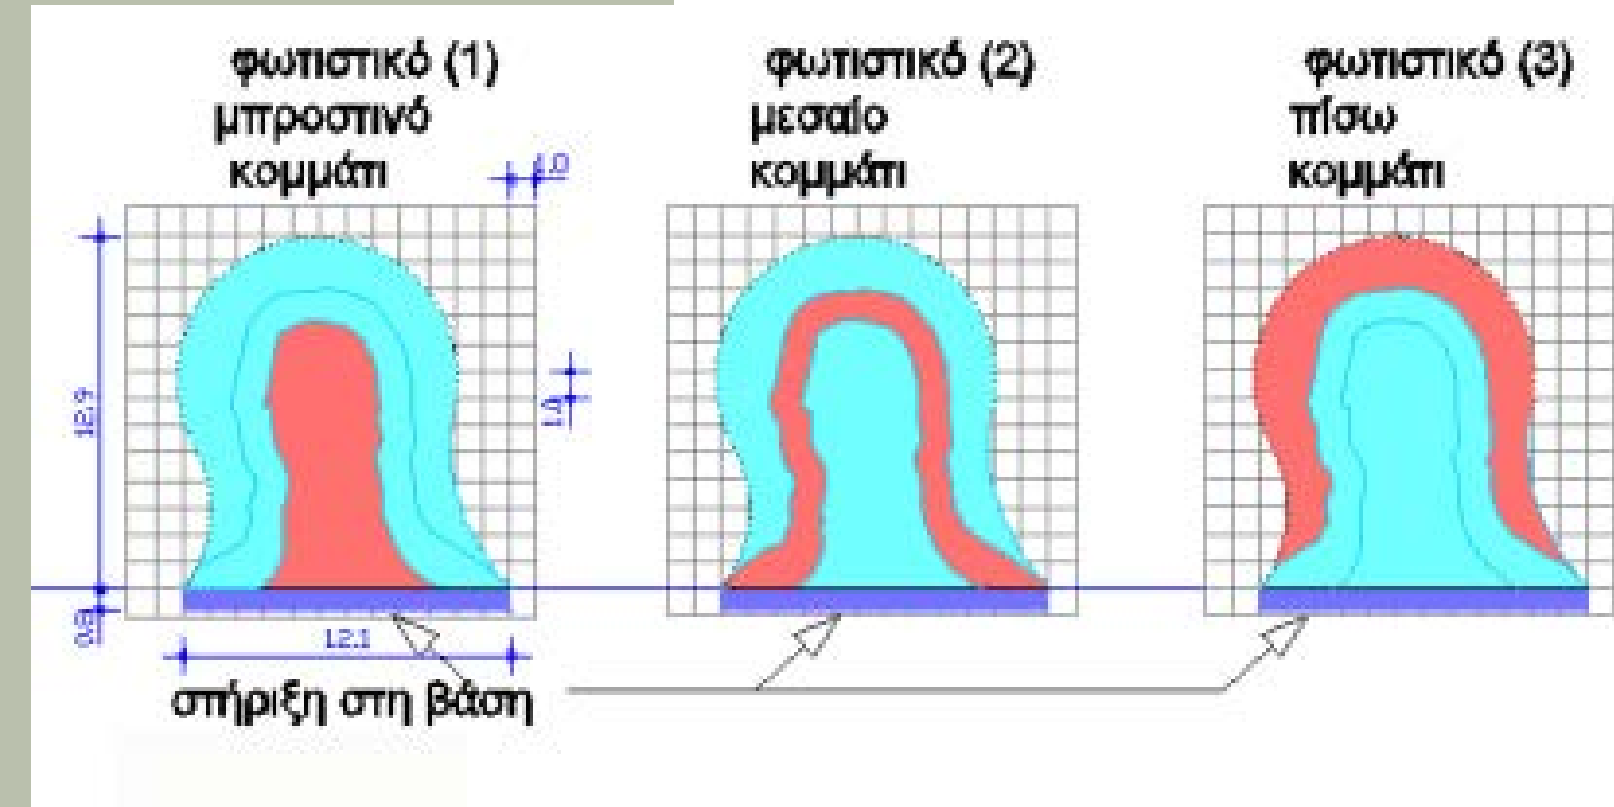 φωτιστικό (1)
μπροστινό
κομμάτι
φωτιστικό (2)
μεσαίο
κομμάτι
φωτιστικό (3)
πίσω
κομμάτι
1.0
12.9
1.0
0.8
12.1
στήριξη στη βάση